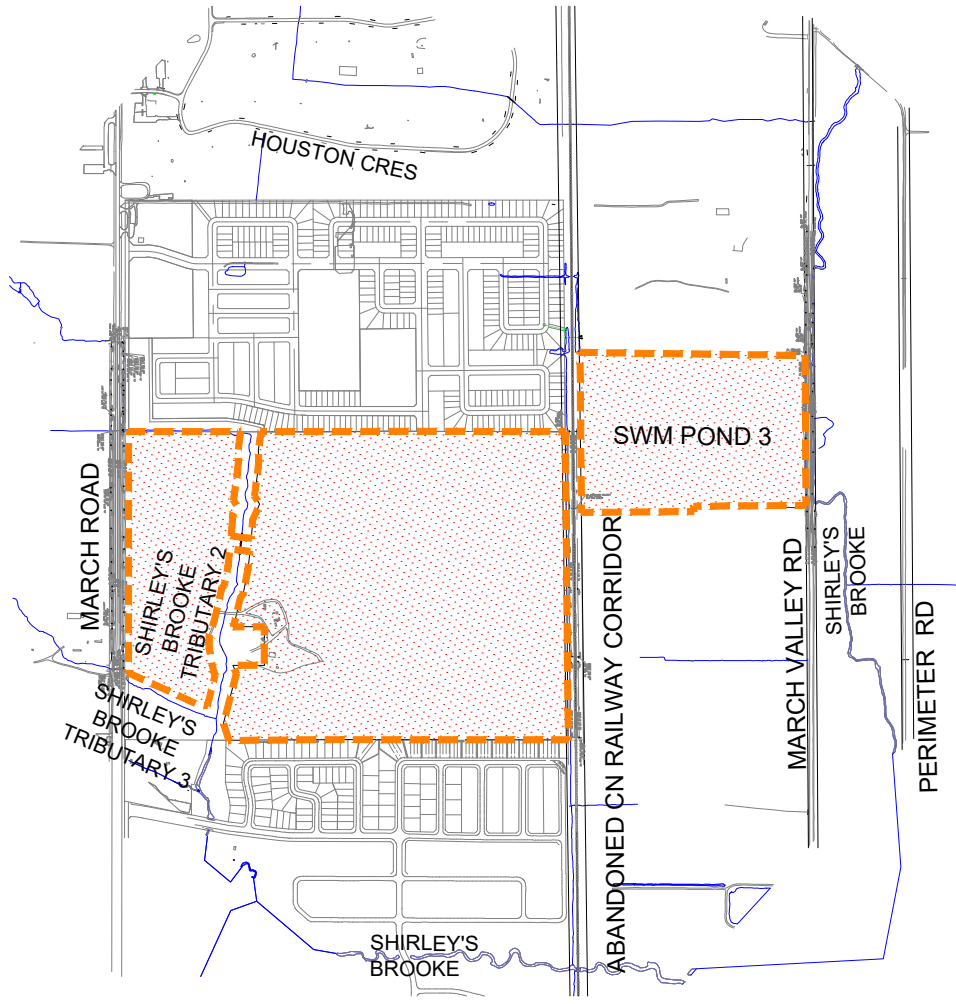 HOUSTON CRES
SWM POND 3
MARCH ROAD
SHIRLEY'S
BROOKE
TRIBUTARY 2
SHIRLEY'S
BROOKE
TRIBUTARY 3
ABANDONED CN RAILWAY CORRIDOR
MARCH VALLEY RD
SHIRLEY'S
BROOKE
PERIMETER RD
SHIRLEY'S
BROOKE